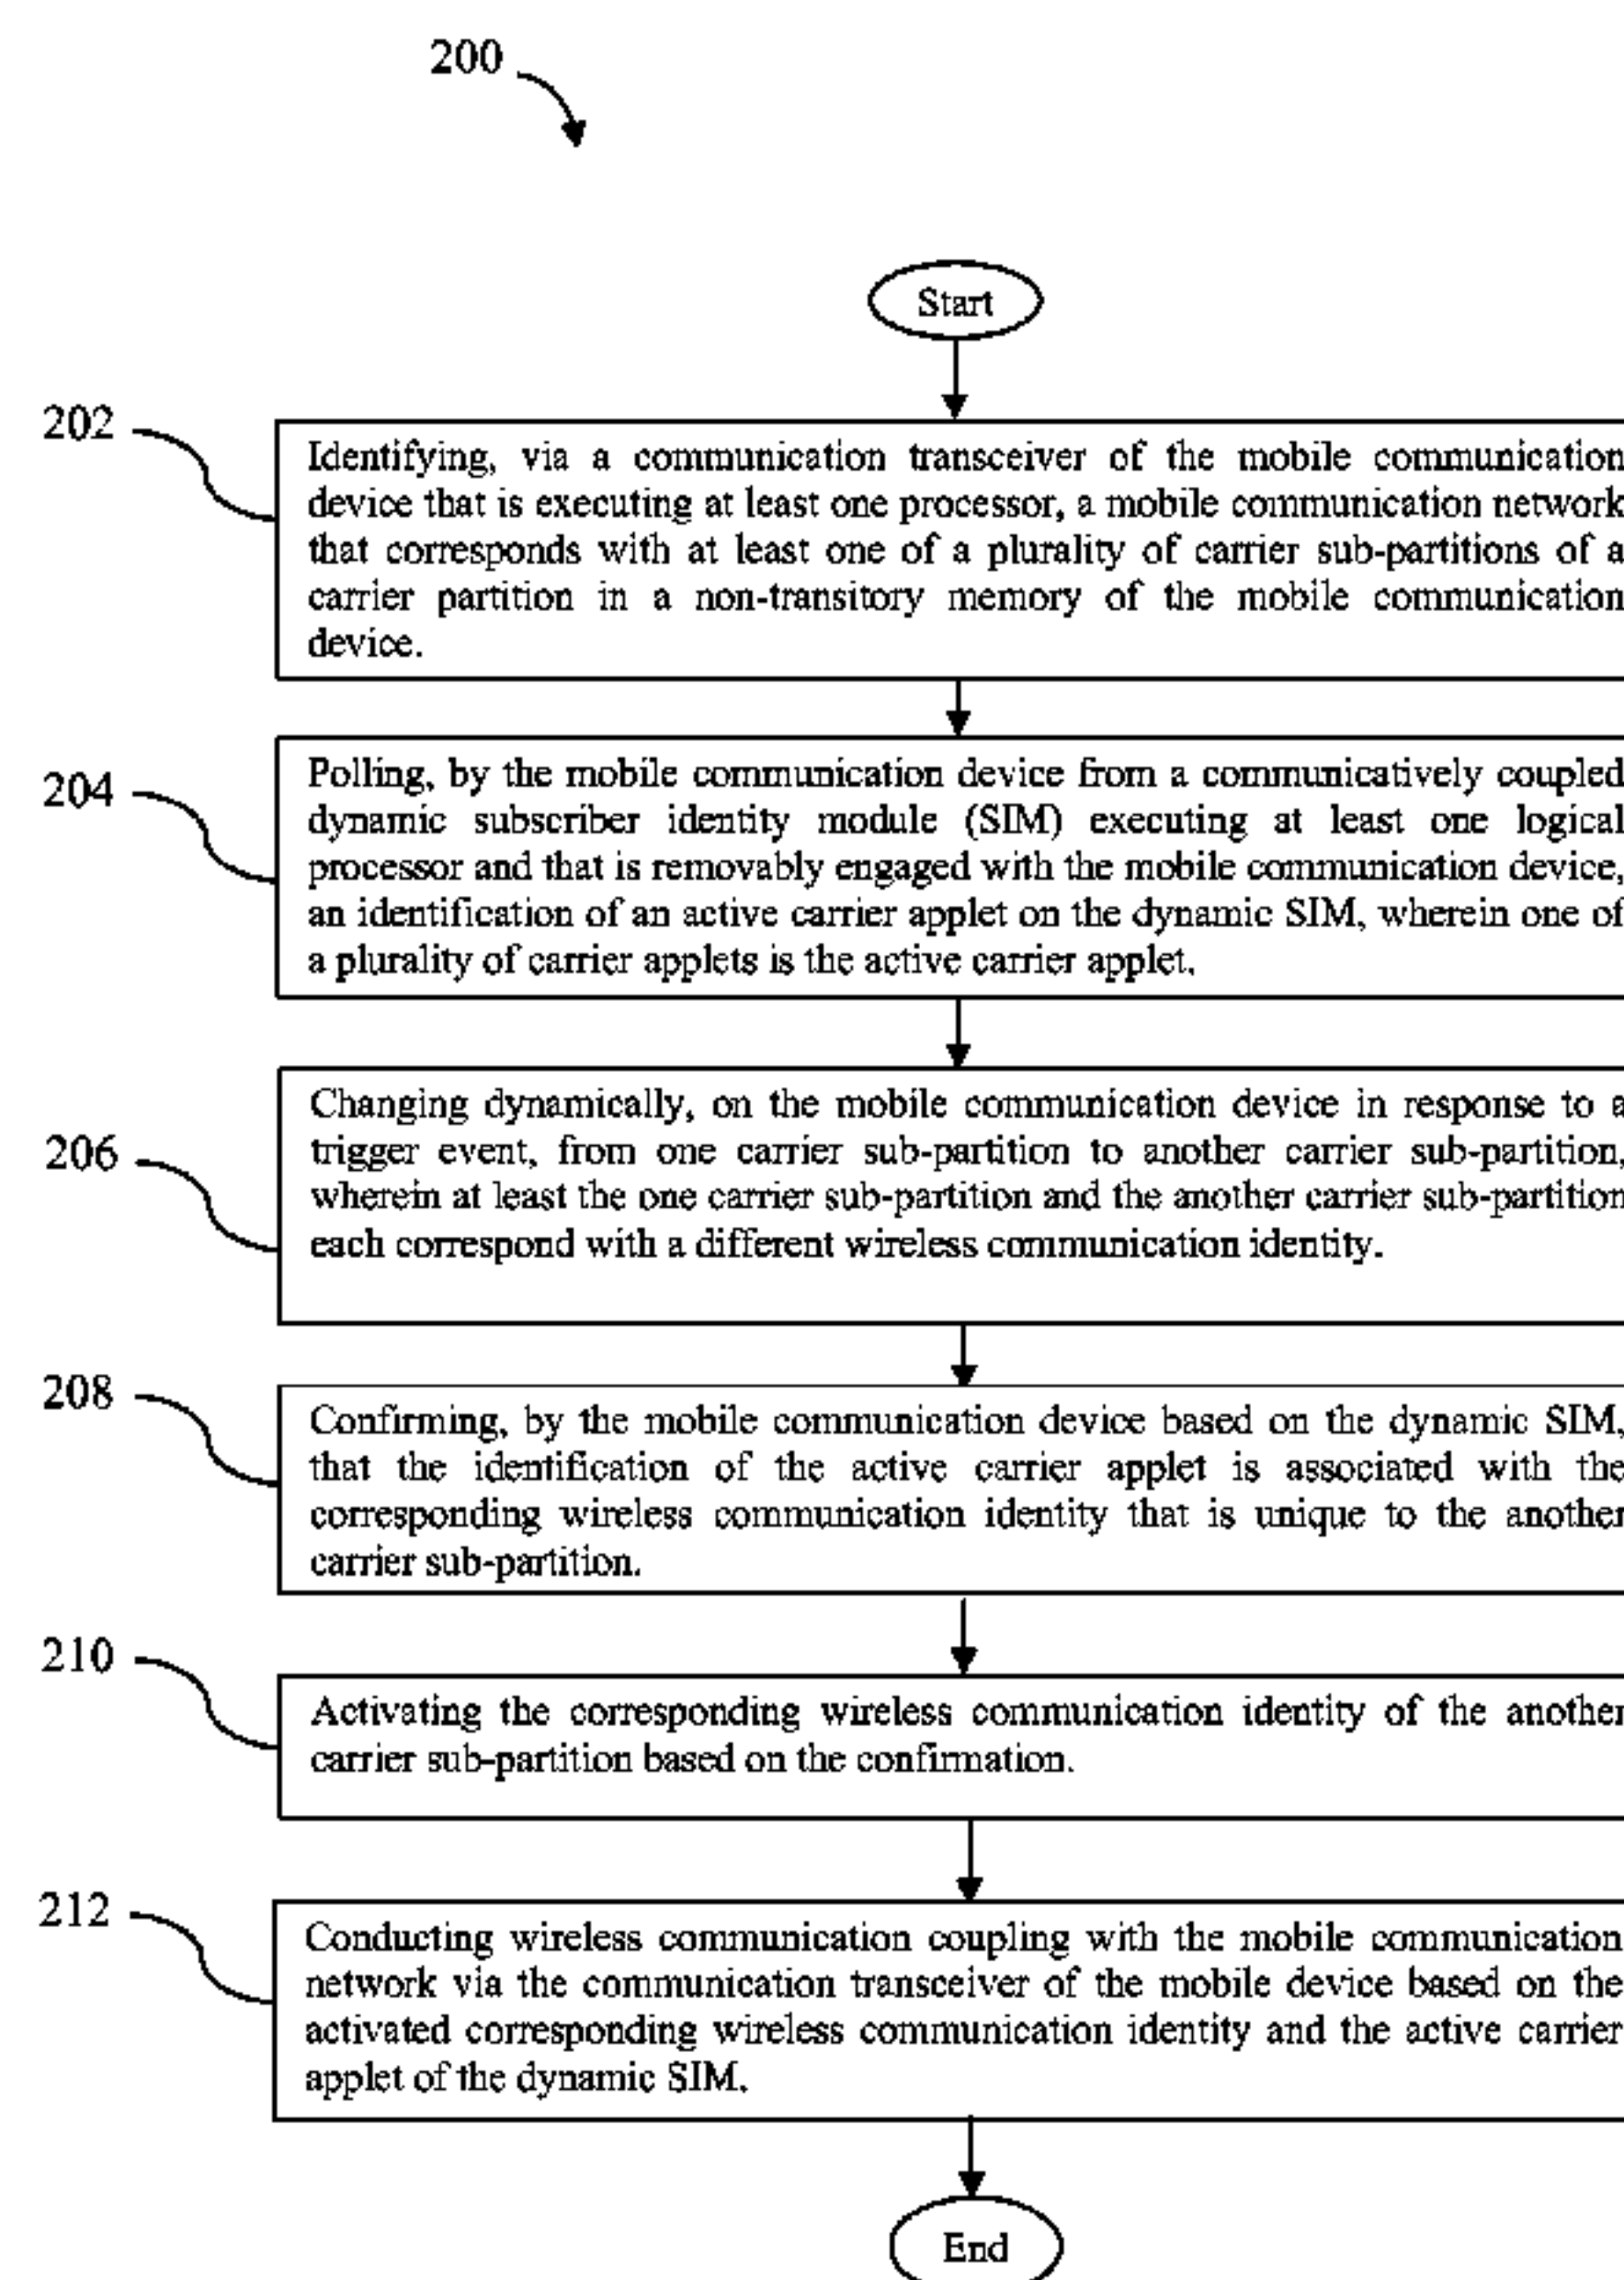 200
Start
202
Identifying, via a communication transceiver of the mobile communication
device that is executing at least one processor, a mobile communication network
that corresponds with at least one of a plurality of carrier sub-partitions of a
carrier partition in a non-transitory memory of the mobile communication
device.
204
Polling, by the mobile communication device from a communicatively coupled
dynamic subscriber identity module (SIM) executing at least one logical
processor and that is removably engaged with the mobile communication device,
an identification of an active carrier applet on the dynamic SIM, wherein one of
a plurality of carrier applets is the active carrier applet.
206
Changing dynamically, on the mobile communication device in response to a
trigger event, from one carrier sub-partition to another carrier sub-partition,
wherein at least the one carrier sub-partition and the another carrier sub-partition
each correspond with a different wireless communication identity.
208
Confirming, by the mobile communication device based on the dynamic SIM,
that the identification of the active carrier applet is associated with the
corresponding wireless communication identity that is unique to the another
carrier sub-partition.
210
Activating the corresponding wireless communication identity of the another
carrier sub-partition based on the confirmation.
212
Conducting wireless communication coupling with the mobile communication
network via the communication transceiver of the mobile device based on the
activated corresponding wireless communication identity and the active carrier
applet of the dynamic SIM.
End